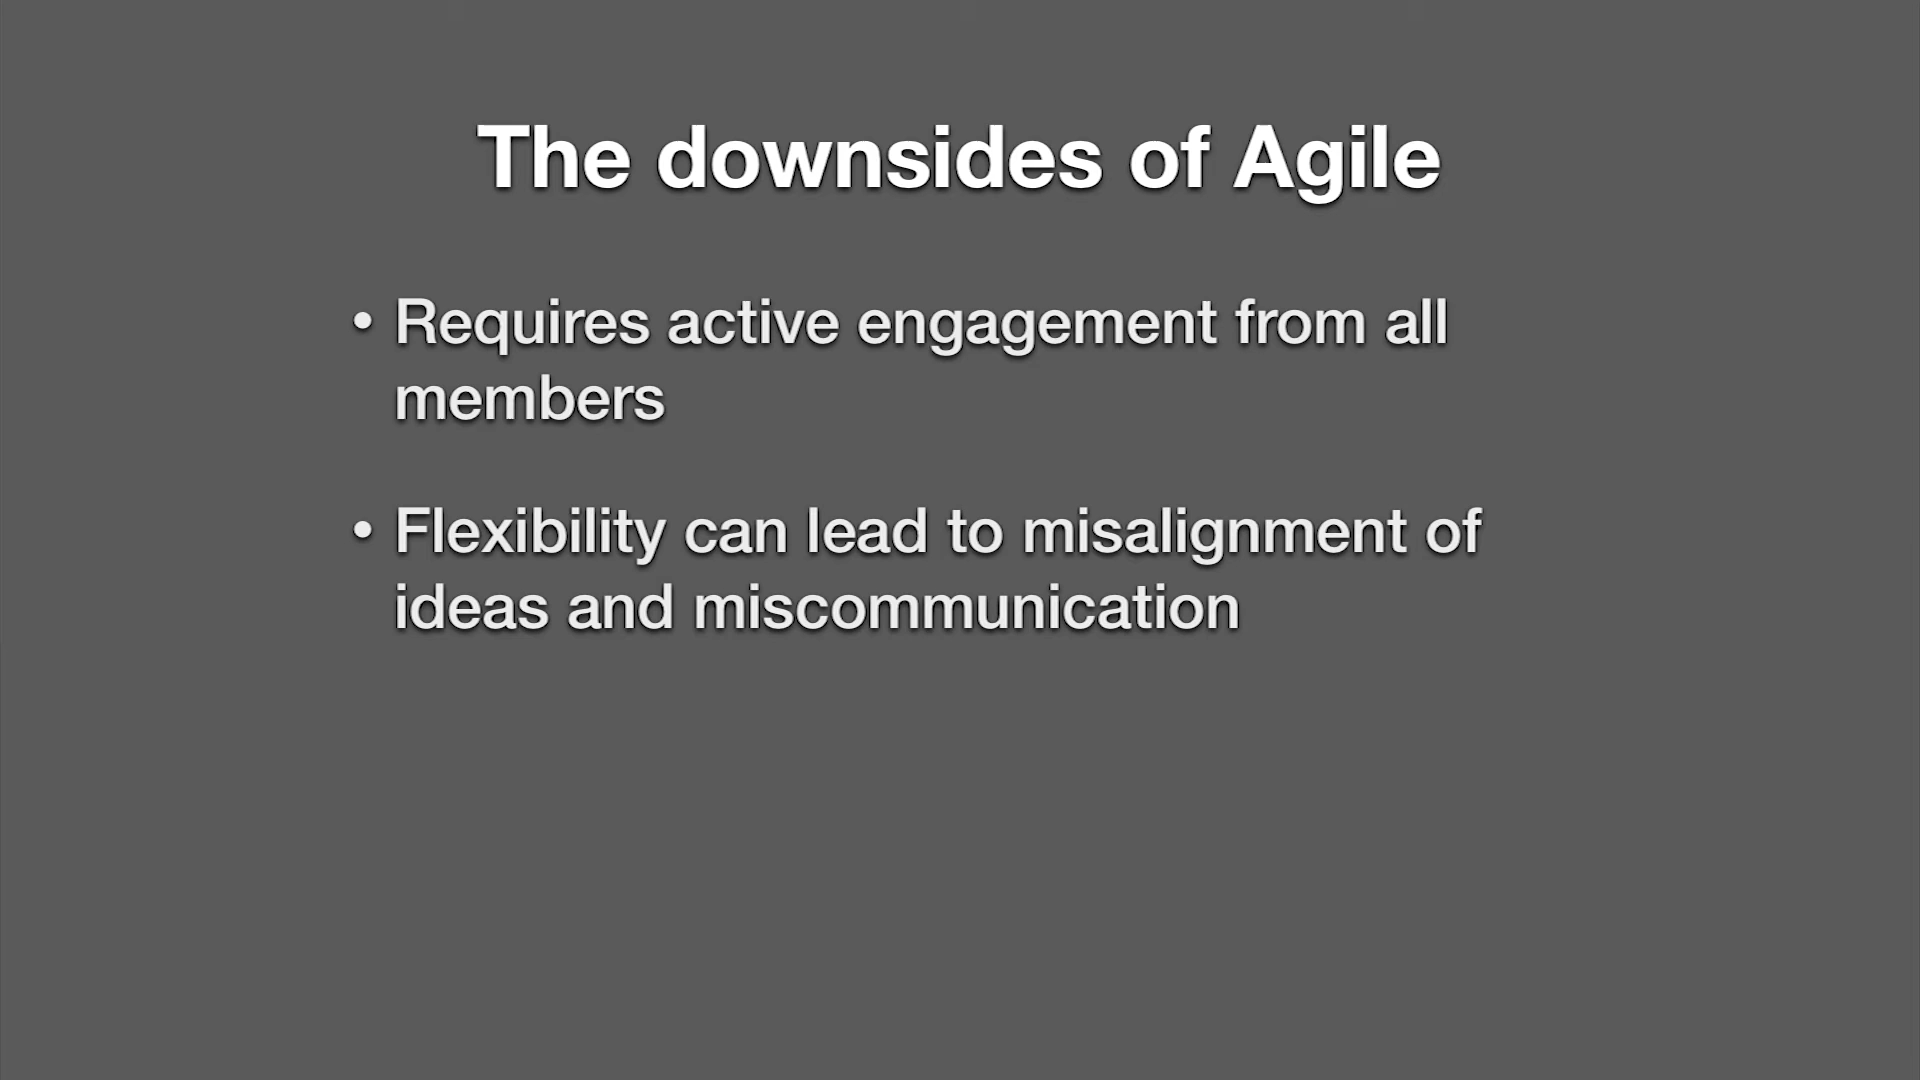 The downsides of Agile
• Requires active engagement from all
members
• Flexibility can lead to misalignment of
ideas and miscommunication